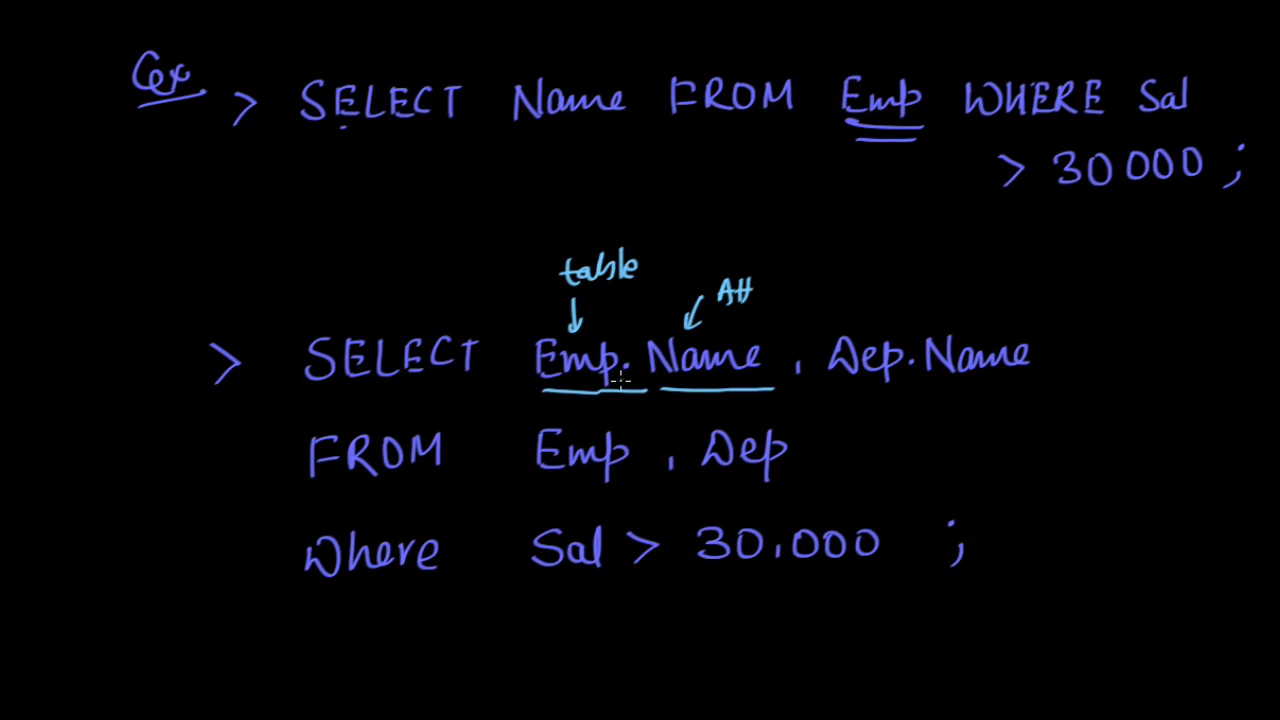 Ex > SELECT Name FROM Emp WHERE Sal
> 30000 ;
table
Att
> SELECT Emp.Name , Dep.Name
FROM Emp , Dep
Where Sal > 30,000 ;